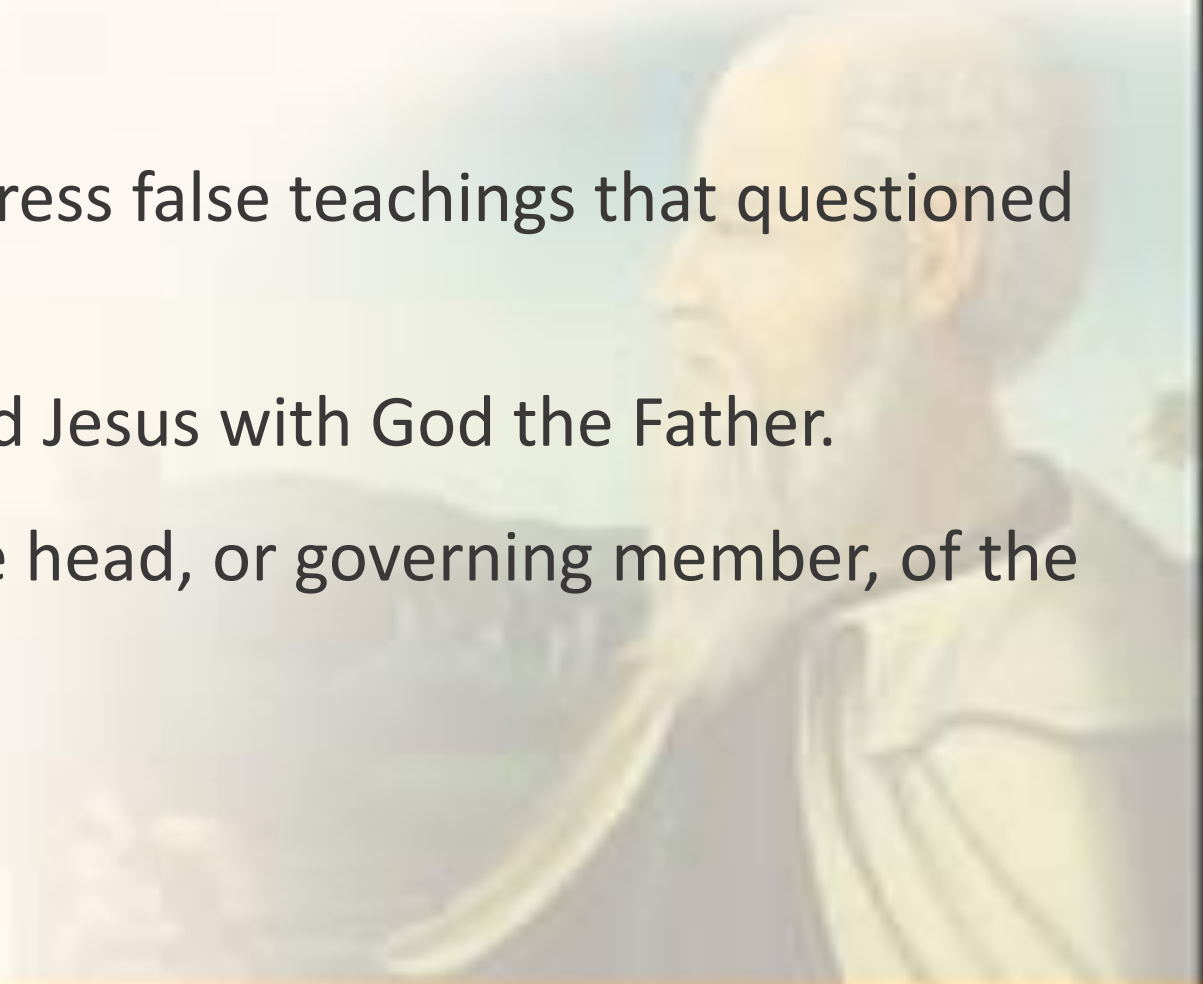 ress false teachings that questioned
d Jesus with God the Father.
e head, or governing member, of the